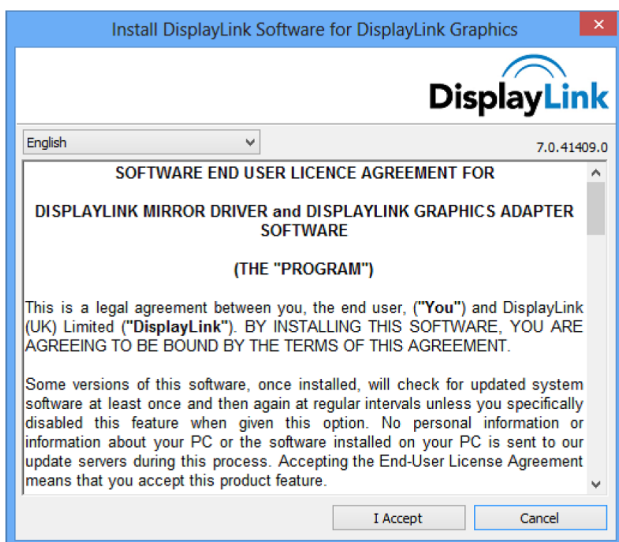 Install DisplayLink Software for DisplayLink Graphics
DisplayLink
English
7.0.41409.0
SOFTWARE END USER LICENCE AGREEMENT FOR
DISPLAYLINK MIRROR DRIVER and DISPLAYLINK GRAPHICS ADAPTER
SOFTWARE
(THE "PROGRAM")
This is a legal agreement between you, the end user, ("You") and DisplayLink
(UK) Limited ("DisplayLink"). BY INSTALLING THIS SOFTWARE, YOU ARE
AGREEING TO BE BOUND BY THE TERMS OF THIS AGREEMENT.
Some versions of this software, once installed, will check for updated system
software at least once and then again at regular intervals unless you specifically
disabled this feature when given this option. No personal information or
information about your PC or the software installed on your PC is sent to our
update servers during this process. Accepting the End-User License Agreement
means that you accept this product feature.
I Accept
Cancel